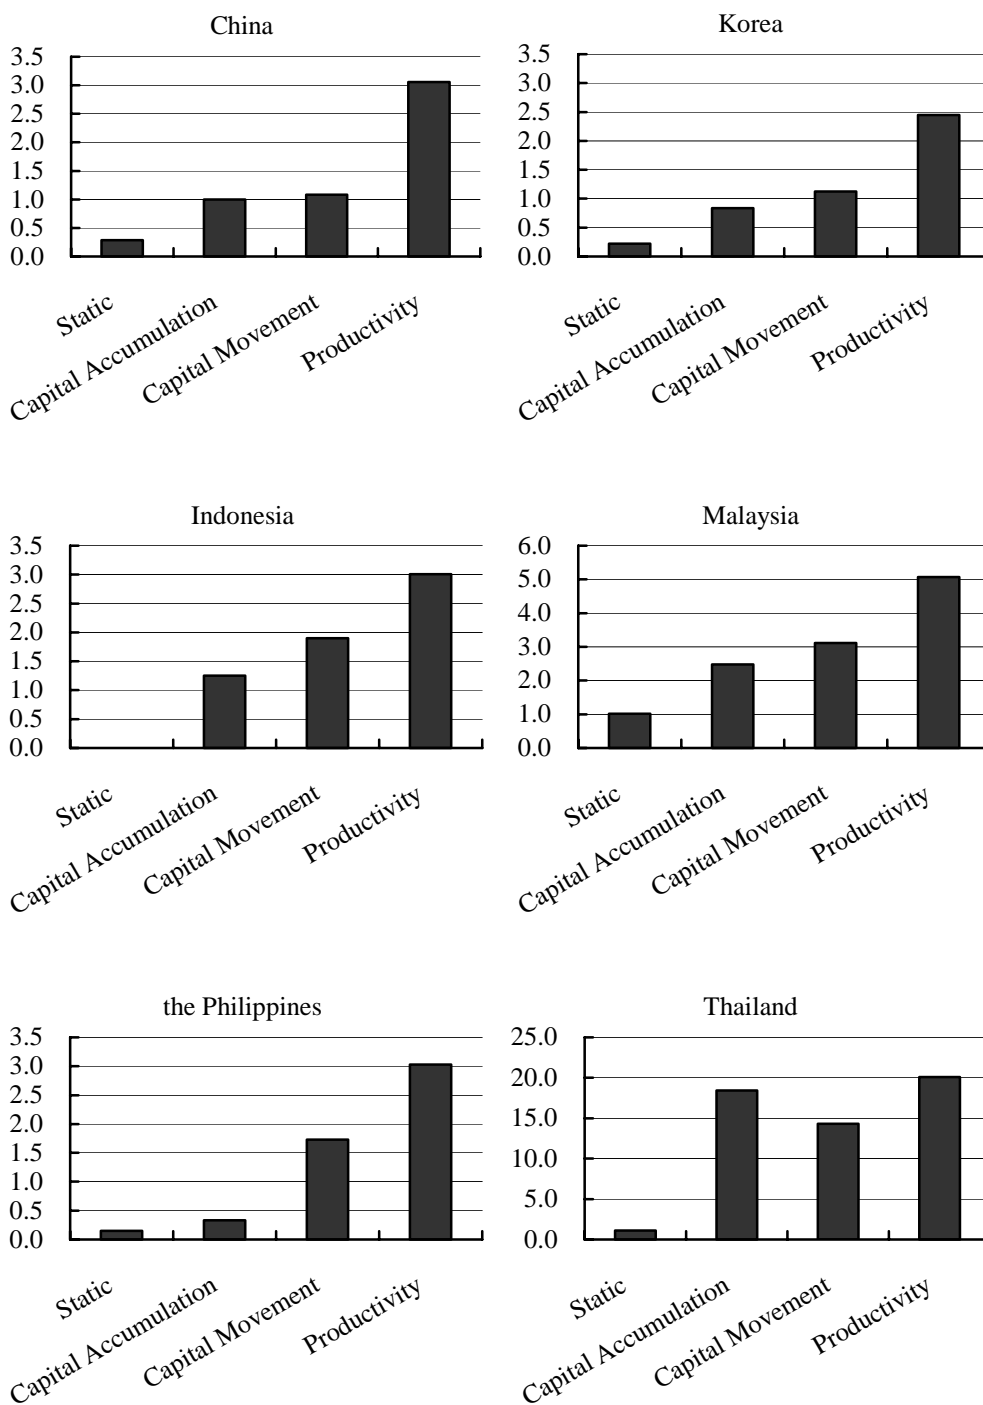 China
3.5
3.0
2.5
2.0
1.5
1.0
0.5
0.0
Static
Capital Accumulation
Capital Movement
Productivity
Korea
3.5
3.0
2.5
2.0
1.5
1.0
0.5
0.0
Static
Capital Accumulation
Capital Movement
Productivity
Indonesia
3.5
3.0
2.5
2.0
1.5
1.0
0.5
0.0
Static
Capital Accumulation
Capital Movement
Productivity
Malaysia
6.0
5.0
4.0
3.0
2.0
1.0
0.0
Static
Capital Accumulation
Capital Movement
Productivity
the Philippines
3.5
3.0
2.5
2.0
1.5
1.0
0.5
0.0
Static
Capital Accumulation
Capital Movement
Productivity
Thailand
25.0
20.0
15.0
10.0
5.0
0.0
Static
Capital Accumulation
Capital Movement
Productivity